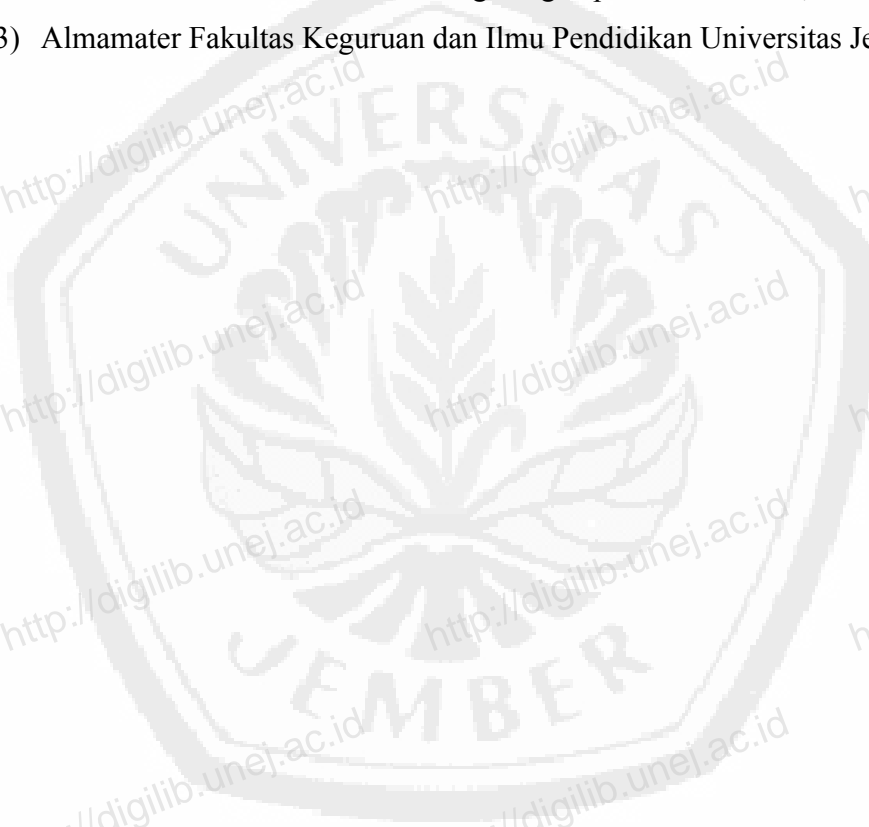 3) Almamater Fakultas Keguruan dan Ilmu Pendidikan Universitas Je
UNIVERSITAS
http://digilib.unej.ac.id http://digilib.unej.ac.id
http://digilib.unej.ac.id http://digilib.unej.ac.id
http://digilib.unej.ac.id http://digilib.unej.ac.id
JEMBER
http://digilib.unej.ac.id http://digilib.unej.ac.id